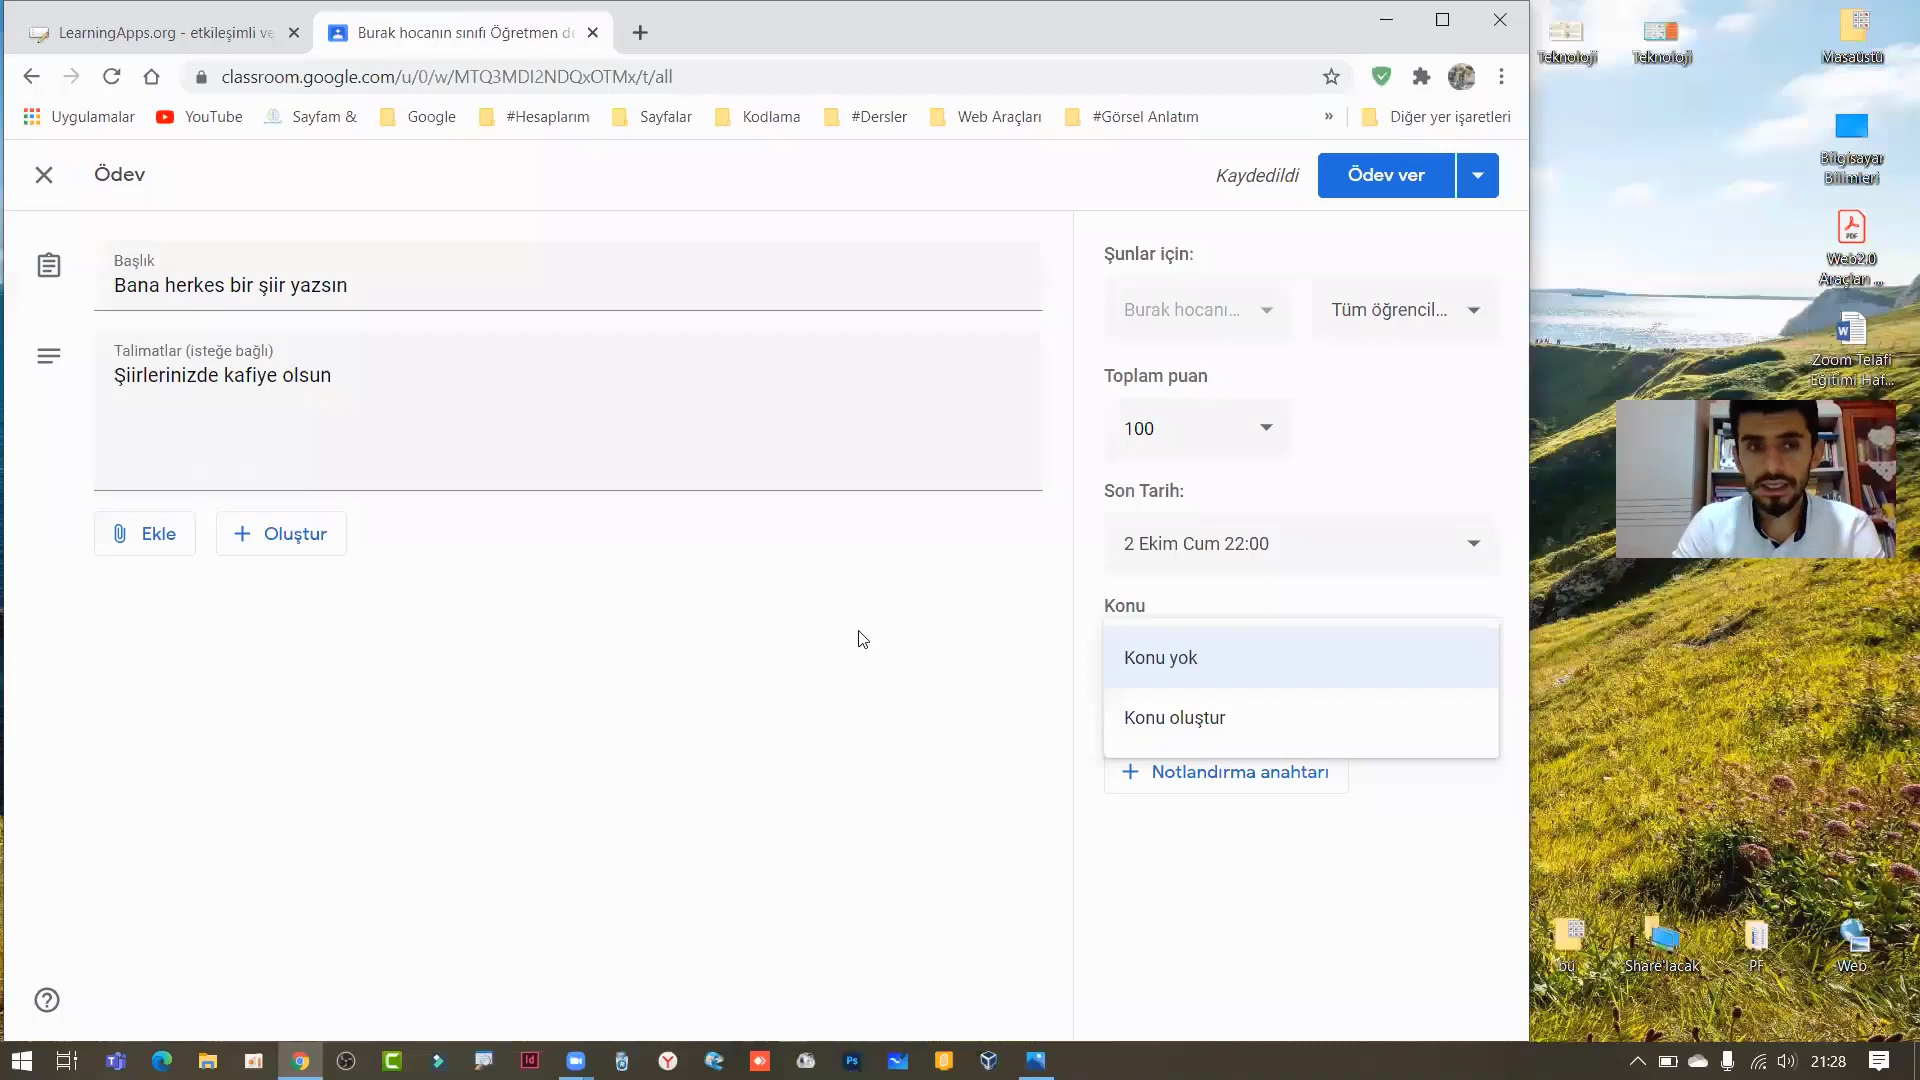 LearningApps.org - etkileşimli ve
Burak hocanın sınıfı Öğretmen de
classroom.google.com/u/0/w/MTQ3MDI2NDQxOTMx/t/all
Uygulamalar
YouTube
Sayfam &
Google
#Hesaplarım
Sayfalar
Kodlama
#Dersler
Web Araçları
#Görsel Anlatım
»
Diğer yer işaretleri
Ödev
Kaydedildi
Ödev ver
Başlık
Bana herkes bir şiir yazsın
Talimatlar (isteğe bağlı)
Şiirlerinizde kafiye olsun
Ekle
Oluştur
Şunlar için:
Burak hocanı...
Tüm öğrencil...
Toplam puan
100
Son Tarih:
2 Ekim Cum 22:00
Konu
Konu yok
Konu oluştur
Notlandırma anahtarı
Teknoloji
Teknoloji
Masaüstü
Bilgisayar
Bilimleri
PDF
Web2.0
Araçları ...
Zoom Telafi
Eğitimi Haf...
bu
Share'lacak
PF
Web
21:28